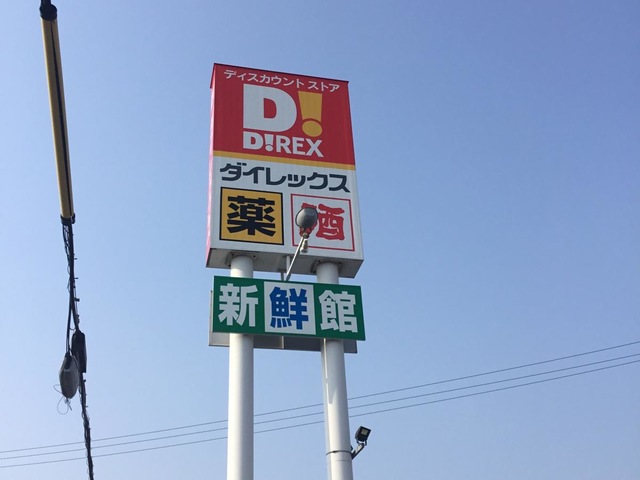 ディスカウント ストア
D!
D!REX
ダイレックス
薬 酒
新鮮館